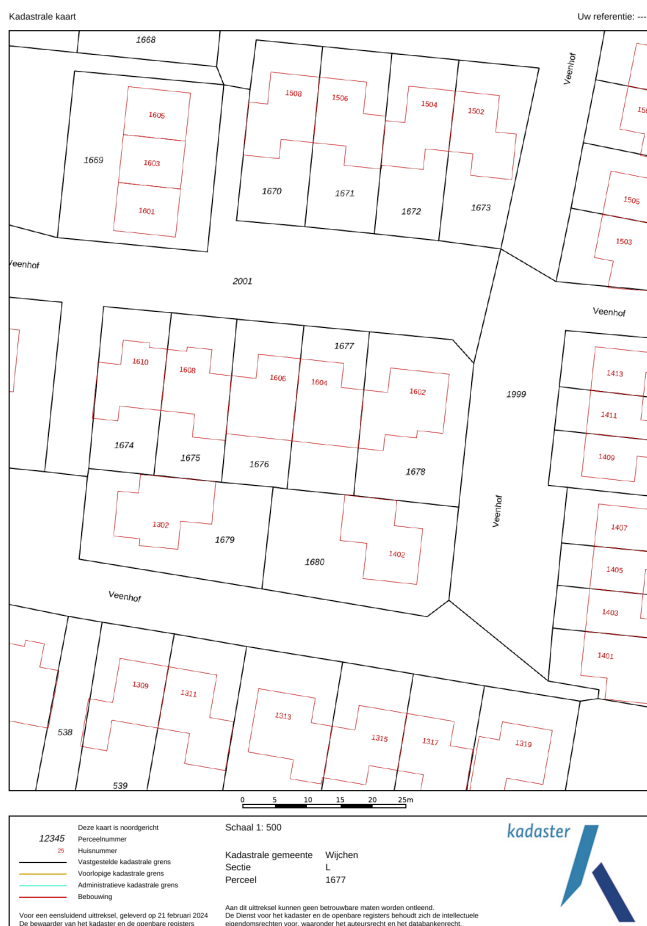 Kadastrale kaart
Uw referentie: ---
1668
Veenhof
1508
1506
1504
1502
1605
1603
1601
1669
1670
1671
1672
1673
1505
1503
Veenhof
2001
Veenhof
1677
1610
1608
1606
1604
1602
1999
1413
1411
1409
1674
1675
1676
1678
Veenhof
1302
1679
1680
1402
1407
1405
1403
1401
Veenhof
1309
1311
1313
1315
1317
1319
538
539
0 5 10 15 20 25m
Deze kaart is noordgericht
12345 Perceelnummer
25 Huisnummer
Vastgestelde kadastrale grens
Voorlopige kadastrale grens
Administratieve kadastrale grens
Bebouwing
Voor een eensluidend uittreksel, geleverd op 21 februari 2024
De bewaarder van het kadaster en de openbare registers
Schaal 1: 500
Kadastrale gemeente Wijchen
Sectie L
Perceel 1677
Aan dit uittreksel kunnen geen betrouwbare maten worden ontleend.
De Dienst voor het kadaster en de openbare registers behoudt zich de intellectuele
eigendomsrechten voor, waaronder het auteursrecht en het databankenrecht.
kadaster